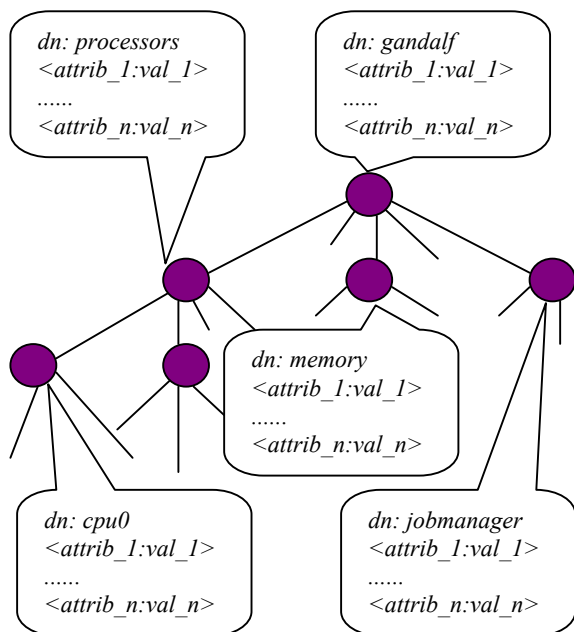 dn: processors
<attrib_1:val_1>
......
<attrib_n:val_n>
dn: gandalf
<attrib_1:val_1>
......
<attrib_n:val_n>
dn: memory
<attrib_1:val_1>
......
<attrib_n:val_n>
dn: cpu0
<attrib_1:val_1>
......
<attrib_n:val_n>
dn: jobmanager
<attrib_1:val_1>
......
<attrib_n:val_n>